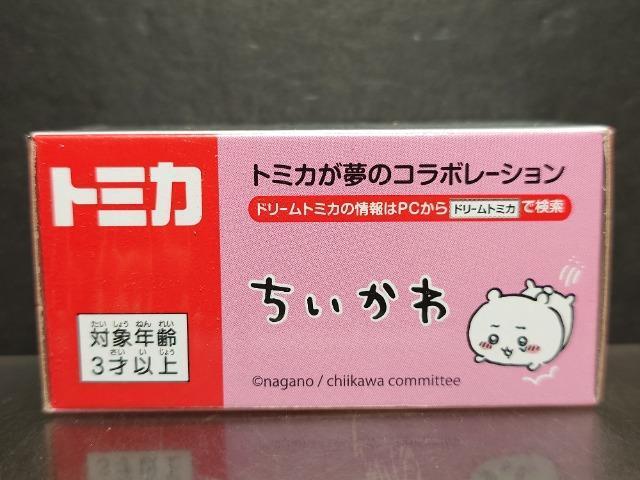 トミカ
トミカが夢のコラボレーション
ドリームトミカの情報はPCから ドリームトミカ で検索
ちいかわ
たい しょう ねん れい
対象年齢
さい い じょう
3才以上
©nagano / chiikawa committee